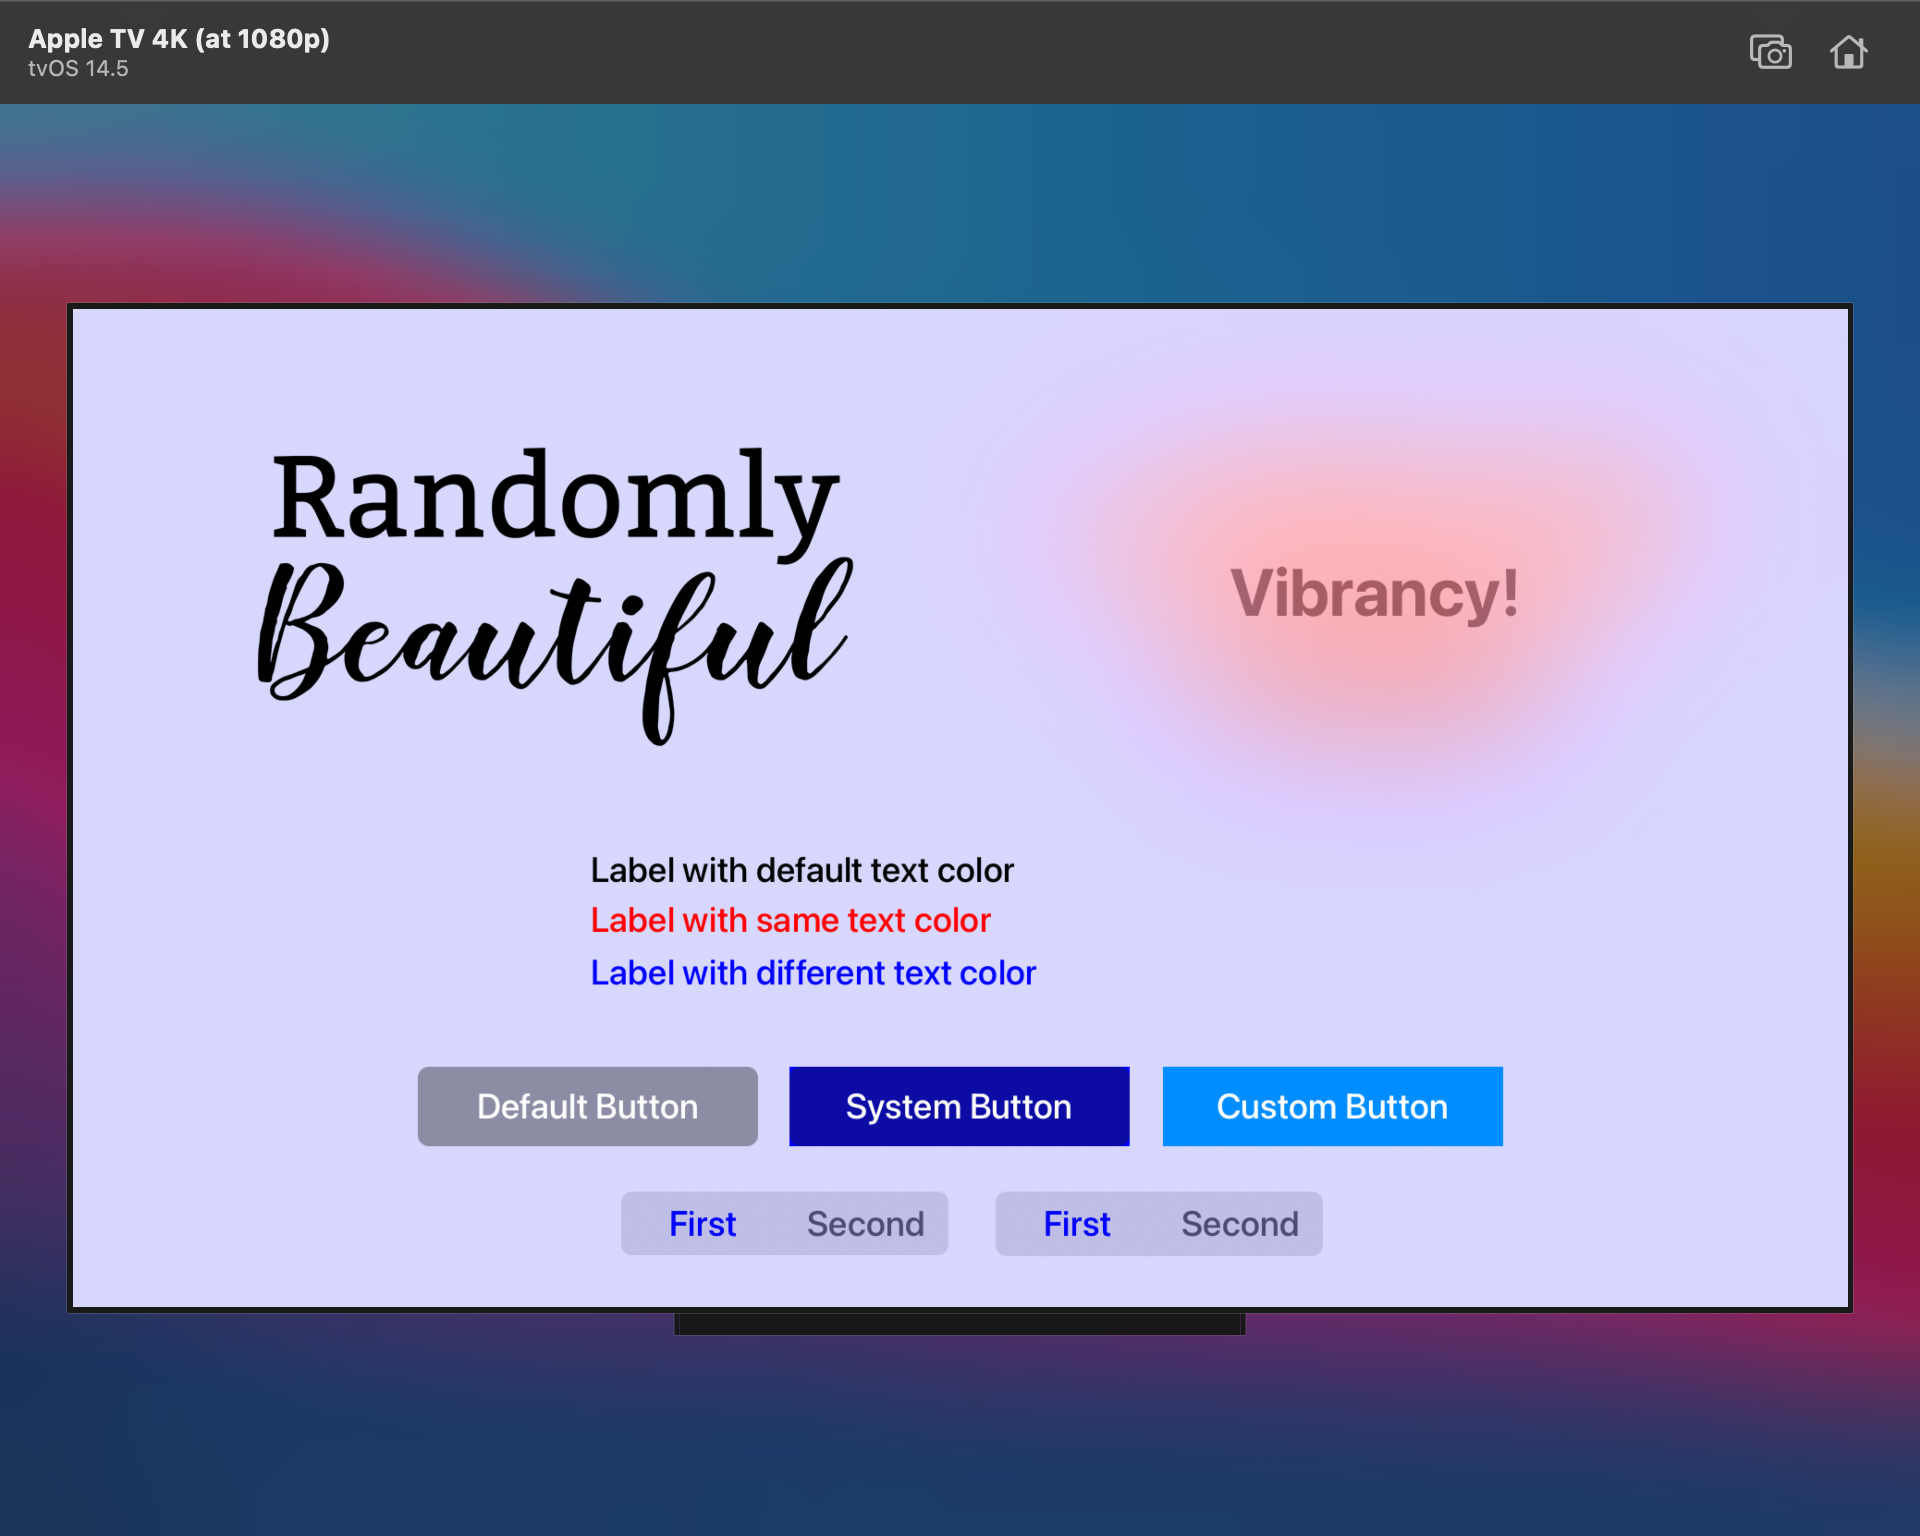 Apple TV 4K (at 1080p)
tvOS 14.5
Randomly
Beautiful
Vibrancy!
Label with default text color
Label with same text color
Label with different text color
Default Button
System Button
Custom Button
First Second
First Second